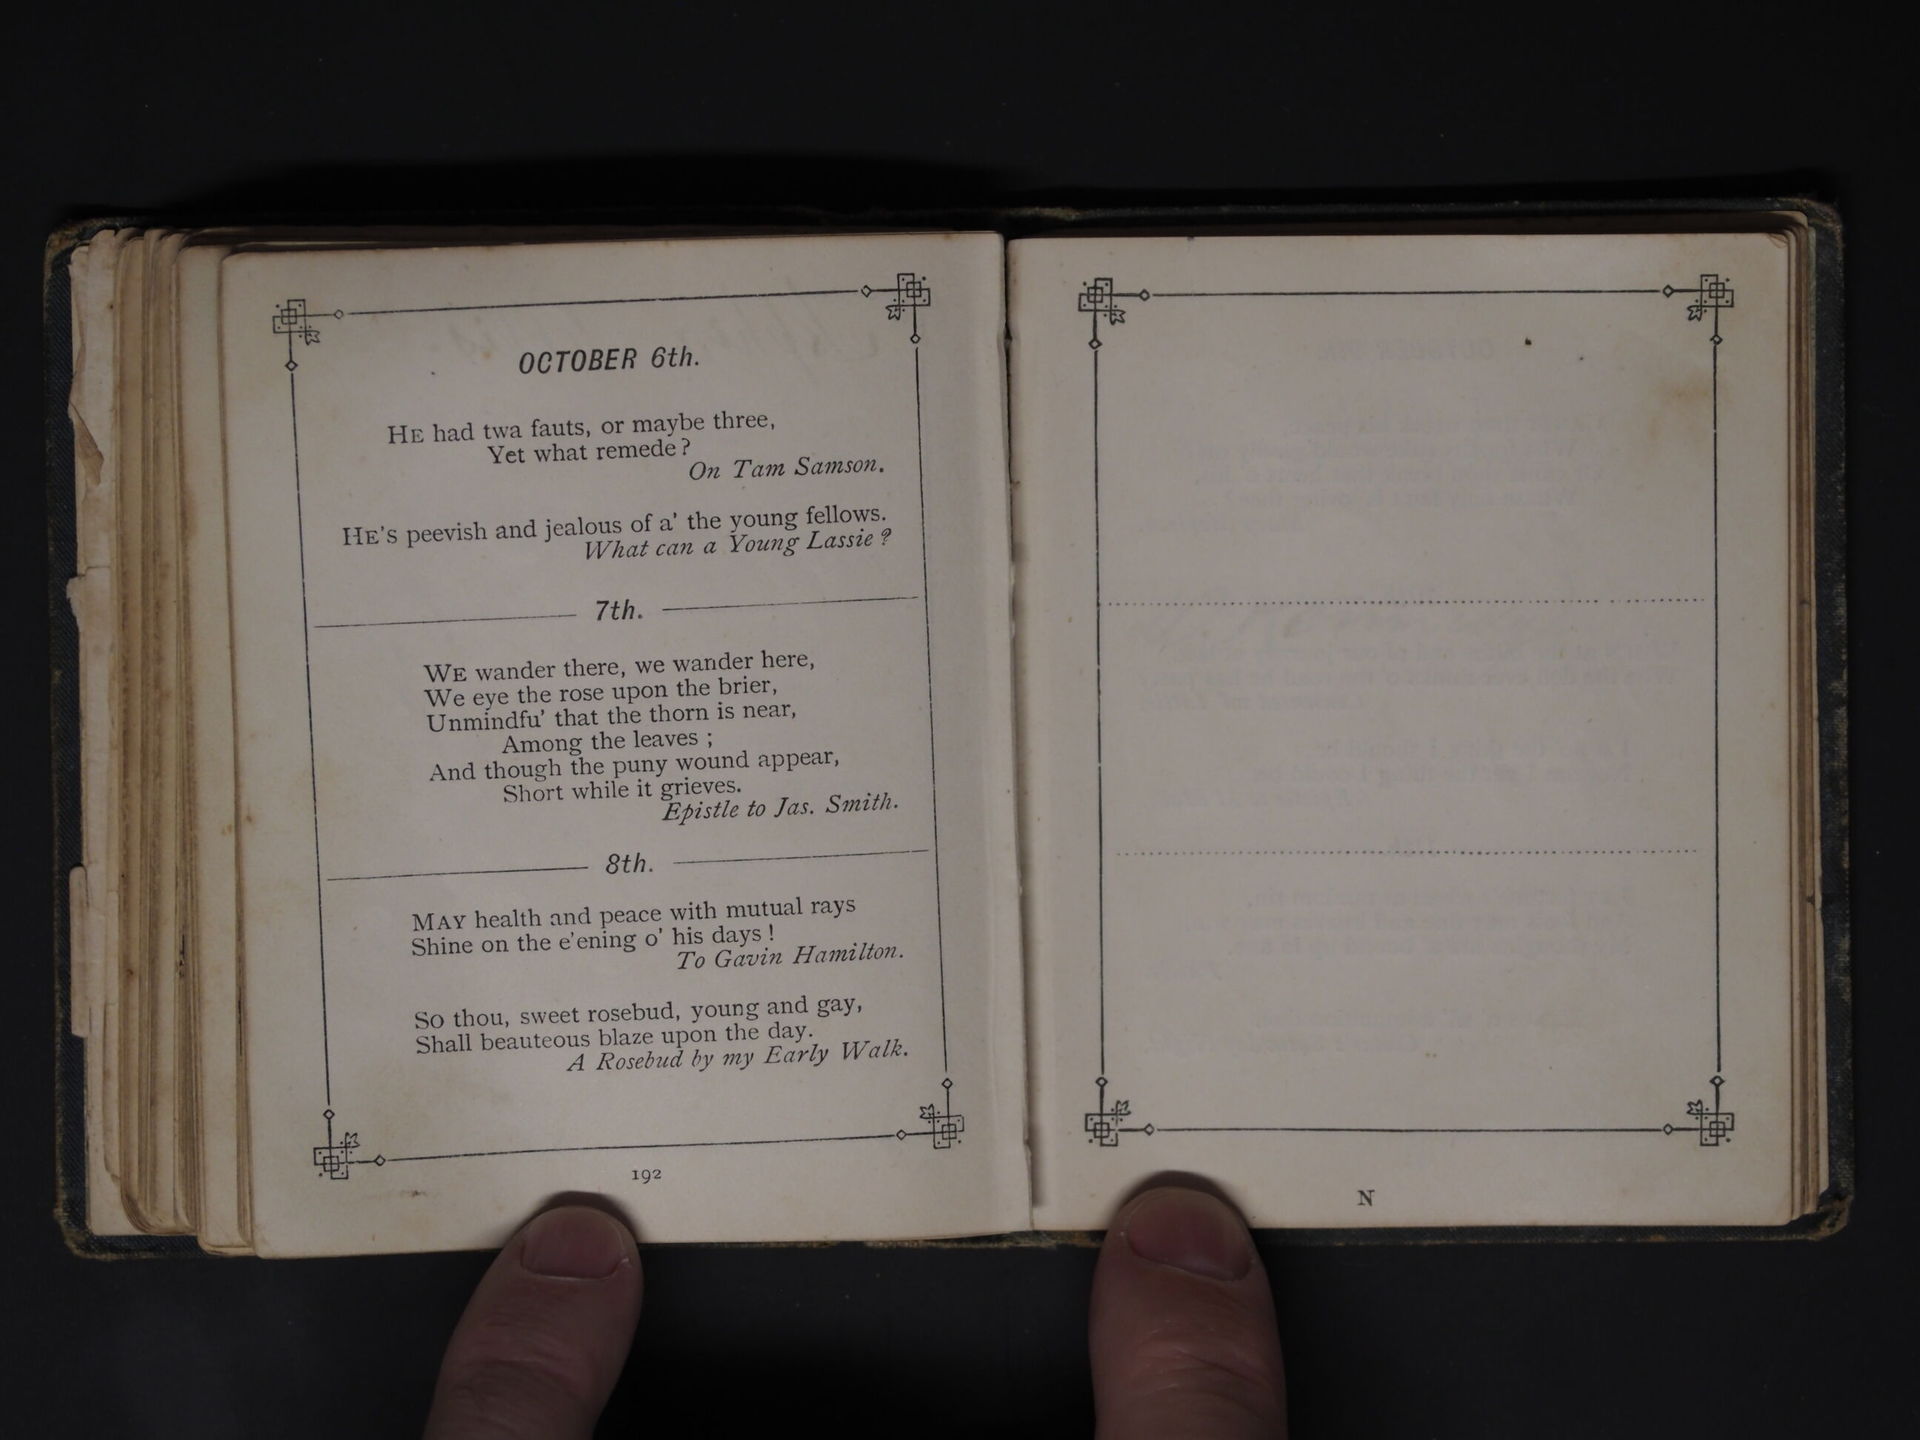 OCTOBER 6th.
HE had twa fauts, or maybe three,
Yet what remede?
On Tam Samson.
HE'S peevish and jealous of a' the young fellows.
What can a Young Lassie?
7th.
WE wander there, we wander here,
We eye the rose upon the brier,
Unmindfu' that the thorn is near,
Among the leaves ;
And though the puny wound appear,
Short while it grieves.
Epistle to Jas. Smith.
8th.
MAY health and peace with mutual rays
Shine on the e'ening o' his days !
To Gavin Hamilton.
So thou, sweet rosebud, young and gay,
Shall beauteous blaze upon the day.
A Rosebud by my Early Walk.
192
N